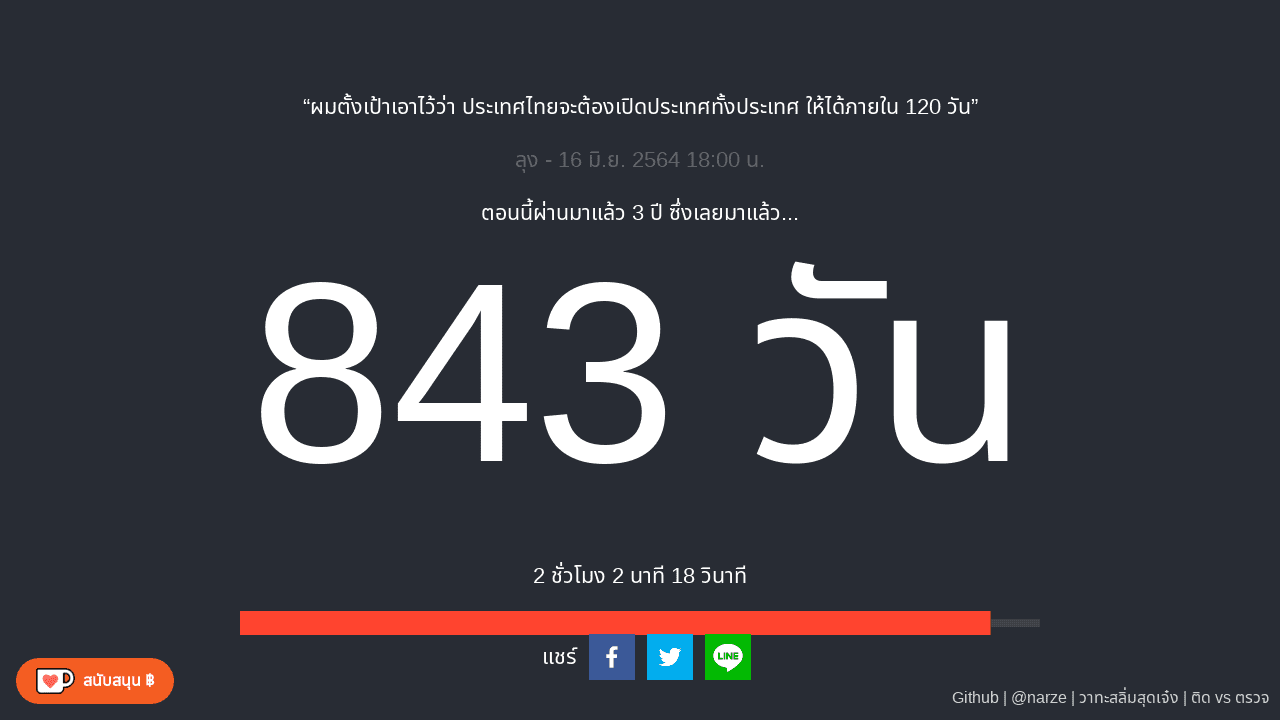 “ผมตั้งเป้าเอาไว้ว่า ประเทศไทยจะต้องเปิดประเทศทั้งประเทศ ให้ได้ภายใน 120 วัน”
ลุง - 16 มิ.ย. 2564 18:00 น.
ตอนนี้ผ่านมาแล้ว 3 ปี ซึ่งเลยมาแล้ว...
843 วัน
2 ชั่วโมง 2 นาที 18 วินาที
แชร์
LINE
สนับสนุน ฿
Github | @narze | วาทะสลิ่มสุดเจ๋ง | ติด vs ตรวจ